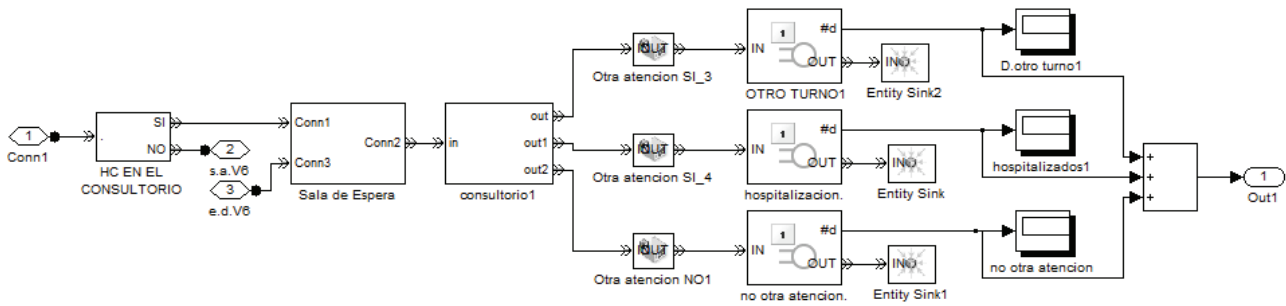 1
Conn1
SI
NO
HC EN EL
CONSULTORIO
2
s.a.V6
3
e.d.V6
Conn1
Conn3
Conn2
Sala de Espera
in
out
out1
out2
consultorio1
OUT
Otra atencion SI_3
OUT
Otra atencion SI_4
OUT
Otra atencion NO1
IN
1
#d
OUT
OTRO TURNO1
IN
Entity Sink2
D.otro turno1
IN
1
#d
OUT
hospitalizacion.
IN
Entity Sink
hospitalizados1
IN
1
#d
OUT
no otra atencion.
IN
Entity Sink1
no otra atencion
+
+
+
1
Out1